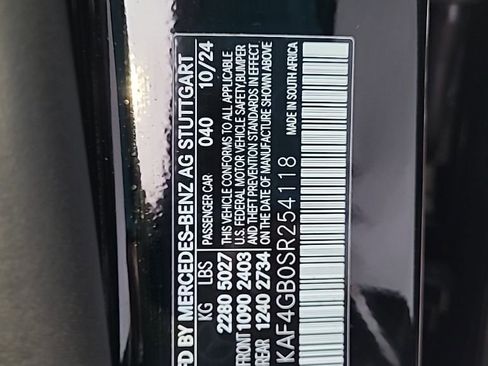 FD BY MERCEDES-BENZ AG STUTTGART
KG LBS PASSENGER CAR 040 10/24
2280 5027 THIS VEHICLE CONFORMS TO ALL APPLICABLE
FRONT 1090 2403 U.S. FEDERAL MOTOR VEHICLE SAFETY, BUMPER
REAR 1240 2734 AND THEFT PREVENTION STANDARDS IN EFFECT
ON DATE OF MANUFACTURE SHOWN ABOVE
KAF4GB0SR254118 MADE IN SOUTH AFRICA